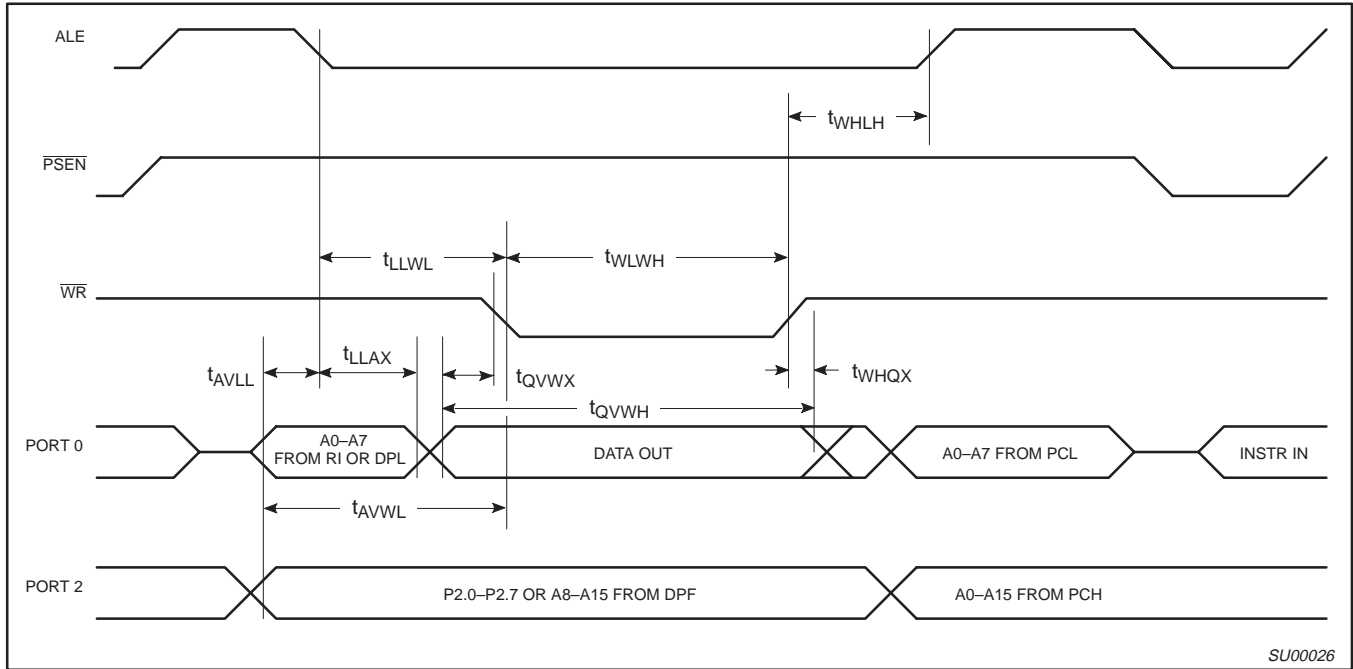 ALE
tWHLH
PSEN
tLLWL
tWLWH
WR
tLLAX
tAVLL
tQVWX
tWHQX
tQVWH
PORT 0
A0–A7
FROM RI OR DPL
DATA OUT
A0–A7 FROM PCL
INSTR IN
tAVWL
PORT 2
P2.0–P2.7 OR A8–A15 FROM DPF
A0–A15 FROM PCH
SU00026